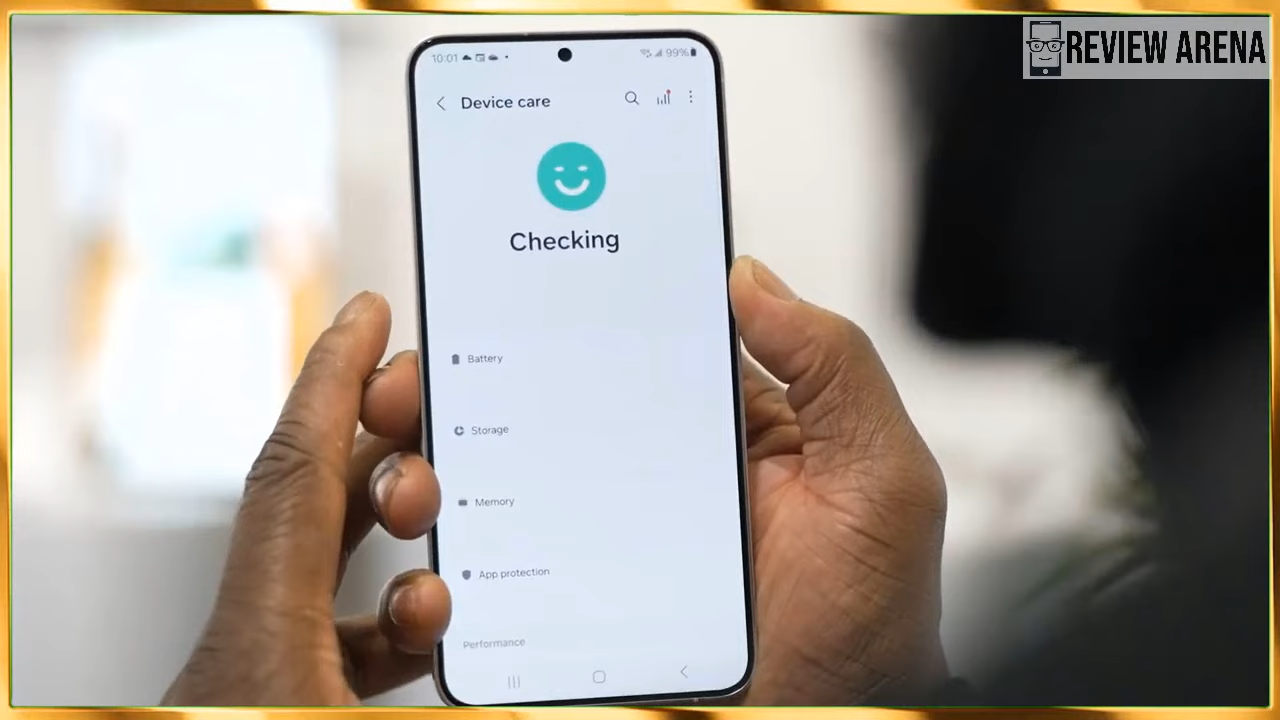 REVIEW ARENA
10:01
99%
Device care
Checking
Battery
Storage
Memory
App protection
Performance